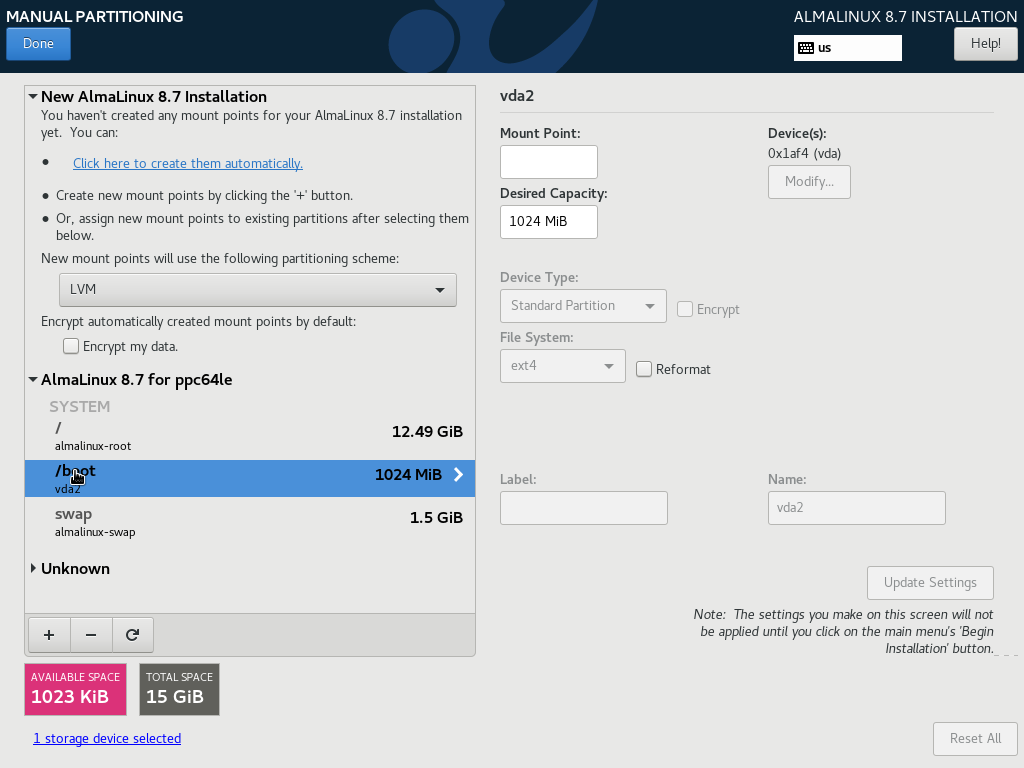 MANUAL PARTITIONING
ALMALINUX 8.7 INSTALLATION
Done
us
Help!
New AlmaLinux 8.7 Installation
You haven't created any mount points for your AlmaLinux 8.7 installation
yet.  You can:
• Click here to create them automatically.
• Create new mount points by clicking the '+' button.
• Or, assign new mount points to existing partitions after selecting them
below.
New mount points will use the following partitioning scheme:
LVM
Encrypt automatically created mount points by default:
Encrypt my data.
AlmaLinux 8.7 for ppc64le
SYSTEM
/
12.49 GiB
almalinux-root
/boot
1024 MiB
vda2
swap
1.5 GiB
almalinux-swap
Unknown
+ −
AVAILABLE SPACE
1023 KiB
TOTAL SPACE
15 GiB
1 storage device selected
vda2
Mount Point:
Device(s):
0x1af4 (vda)
Modify...
Desired Capacity:
1024 MiB
Device Type:
Standard Partition
Encrypt
File System:
ext4
Reformat
Label:
Name:
vda2
Update Settings
Note:  The settings you make on this screen will not
be applied until you click on the main menu's 'Begin
Installation' button.
Reset All